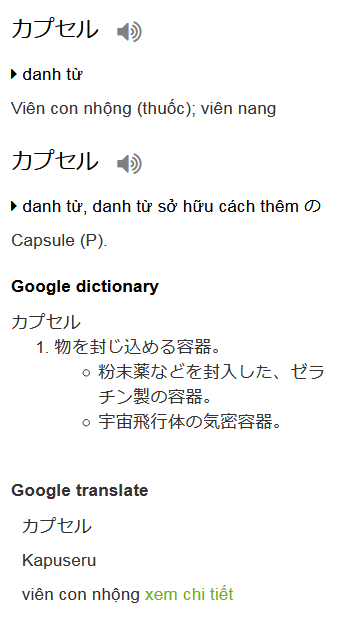 カプセル
danh từ
Viên con nhộng (thuốc); viên nang
カプセル
danh từ, danh từ sở hữu cách thêm の
Capsule (P).
Google dictionary
カプセル
1. 物を封じ込める容器。
粉末薬などを封入した、ゼラ
チン製の容器。
宇宙飛行体の気密容器。
Google translate
カプセル
Kapuseru
viên con nhộng xem chi tiết